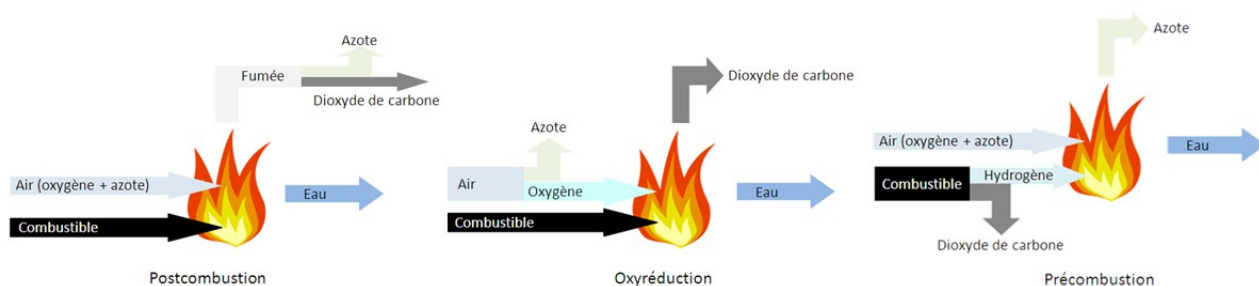 Azote
Fumée
Dioxyde de carbone
Air (oxygène + azote)
Combustible
Eau
Postcombustion
Dioxyde de carbone
Azote
Air
Oxygène
Combustible
Eau
Oxyréduction
Azote
Air (oxygène + azote)
Combustible
Hydrogène
Eau
Dioxyde de carbone
Précombustion